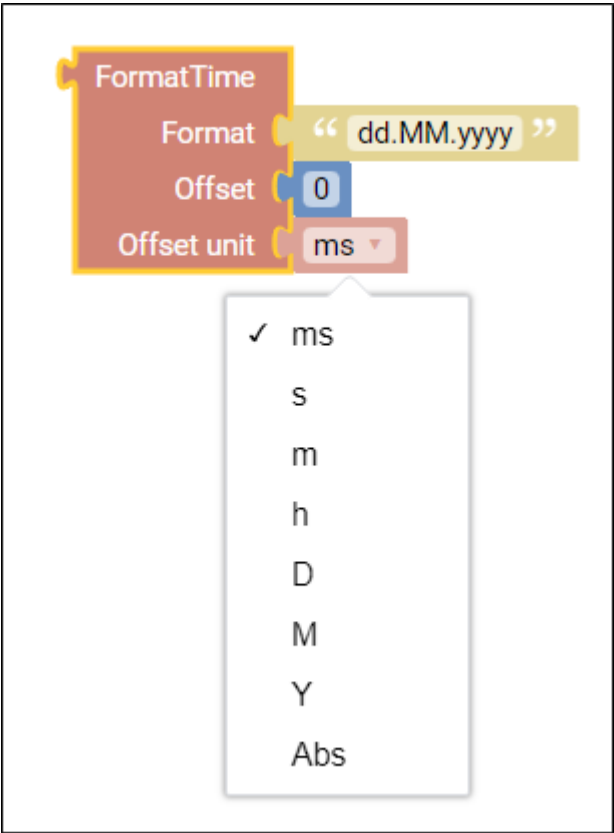 FormatTime
Format “ dd.MM.yyyy ”
Offset 0
Offset unit ms
✓ ms
s
m
h
D
M
Y
Abs